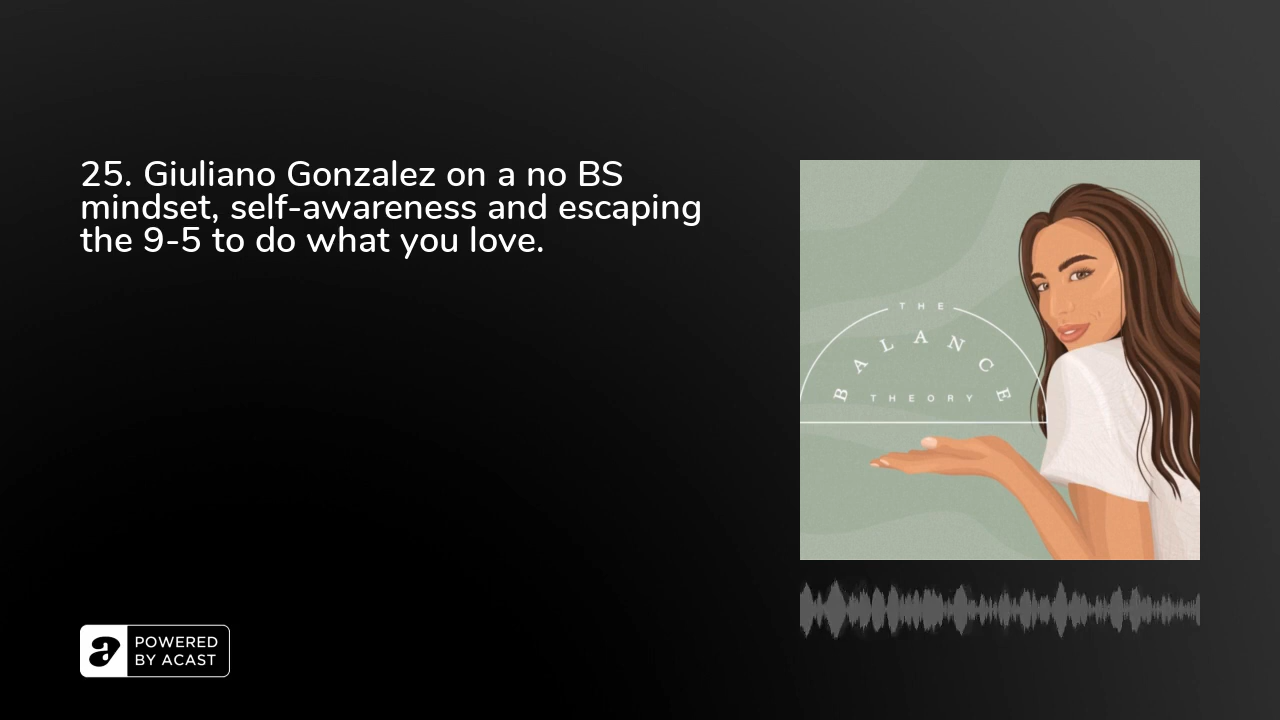 25. Giuliano Gonzalez on a no BS
mindset, self-awareness and escaping
the 9-5 to do what you love.
THE
BALANCE
THEORY
a
POWERED
BY ACAST